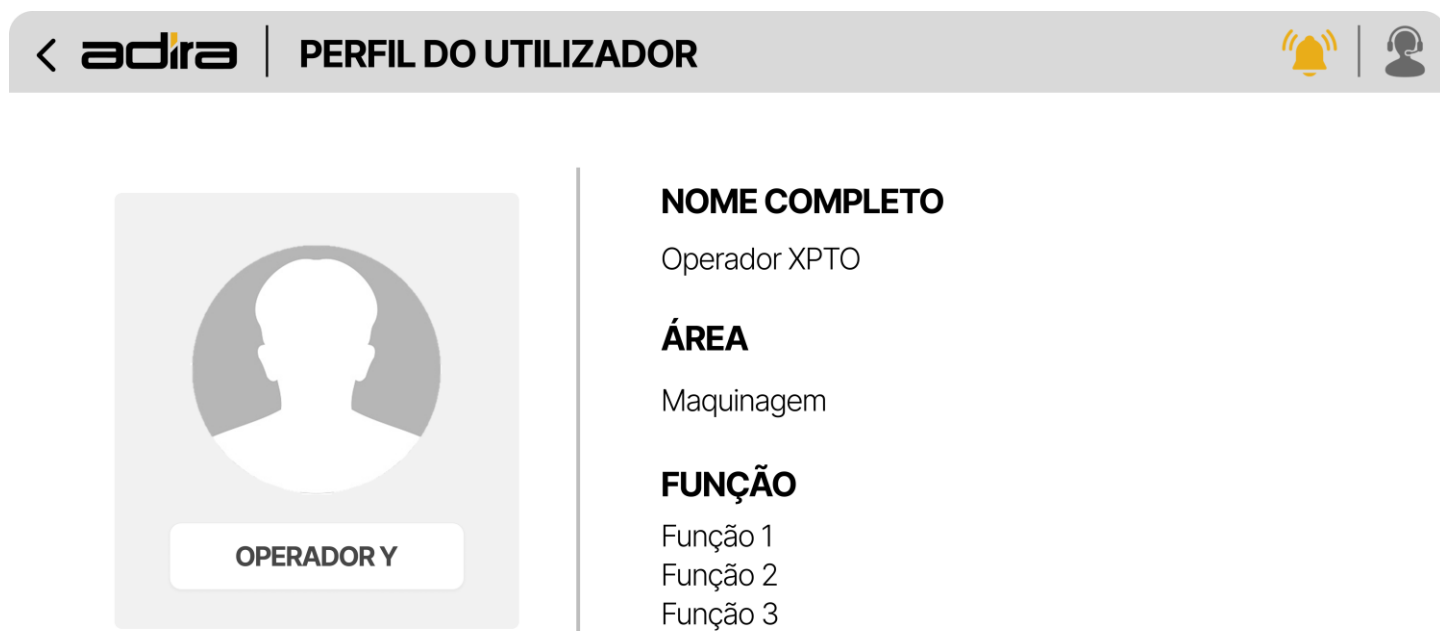 adira
PERFIL DO UTILIZADOR
OPERADOR Y
NOME COMPLETO
Operador XPTO
ÁREA
Maquinagem
FUNÇÃO
Função 1
Função 2
Função 3